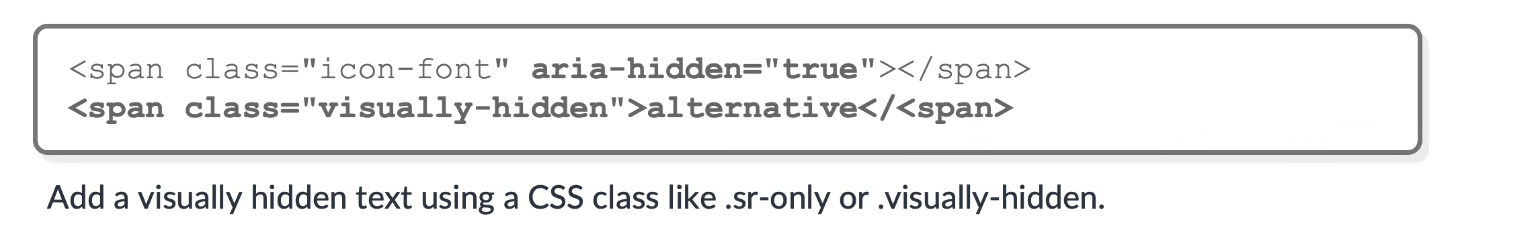 <span class="icon-font" aria-hidden="true"></span>
<span class="visually-hidden">alternative</<span>
Add a visually hidden text using a CSS class like .sr-only or .visually-hidden.